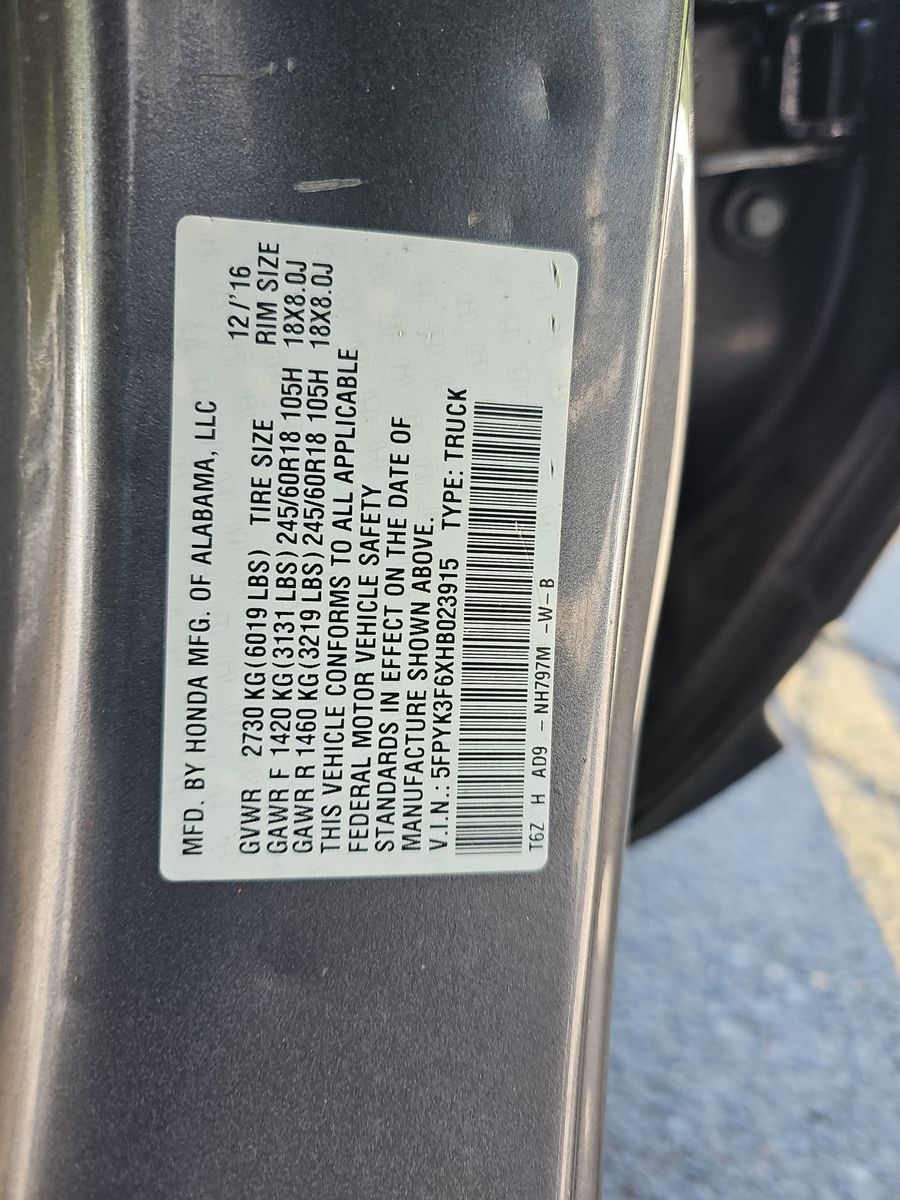 MFD. BY HONDA MFG. OF ALABAMA, LLC
12/'16
GVWR 2730 KG(6019 LBS) TIRE SIZE RIM SIZE
GAWR F 1420 KG(3131 LBS)245/60R18 105H 18X8.0J
GAWR R 1460 KG(3219 LBS)245/60R18 105H 18X8.0J
THIS VEHICLE CONFORMS TO ALL APPLICABLE
FEDERAL MOTOR VEHICLE SAFETY
STANDARDS IN EFFECT ON THE DATE OF
MANUFACTURE SHOWN ABOVE.
V.I.N.: 5FPYK3F6XHB023915 TYPE: TRUCK
T6Z H AD9 -NH797M -W-B